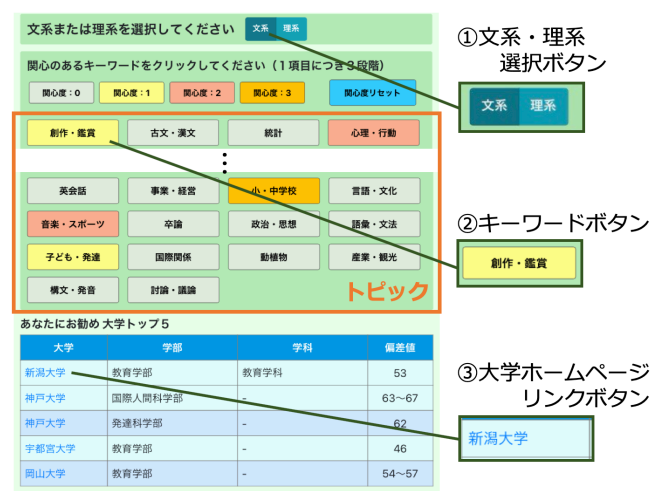 文系または理系を選択してください 文系 理系
関心のあるキーワードをクリックしてください（１項目につき３段階）
関心度：0 関心度：1 関心度：2 関心度：3 関心度リセット
創作・鑑賞 古文・漢文 統計 心理・行動
⋮
英会話 事業・経営 小・中学校 言語・文化
音楽・スポーツ 卒論 政治・思想 語彙・文法
子ども・発達 国際関係 動植物 産業・観光
構文・発音 討論・議論 トピック
あなたにお勧め 大学トップ５
大学 学部 学科 偏差値
新潟大学 教育学部 教育学科 53
神戸大学 国際人間科学部 - 63〜67
神戸大学 発達科学部 - 62
宇都宮大学 教育学部 - 46
岡山大学 教育学部 - 54〜57
①文系・理系
選択ボタン
文系 理系
②キーワードボタン
創作・鑑賞
③大学ホームページ
リンクボタン
新潟大学